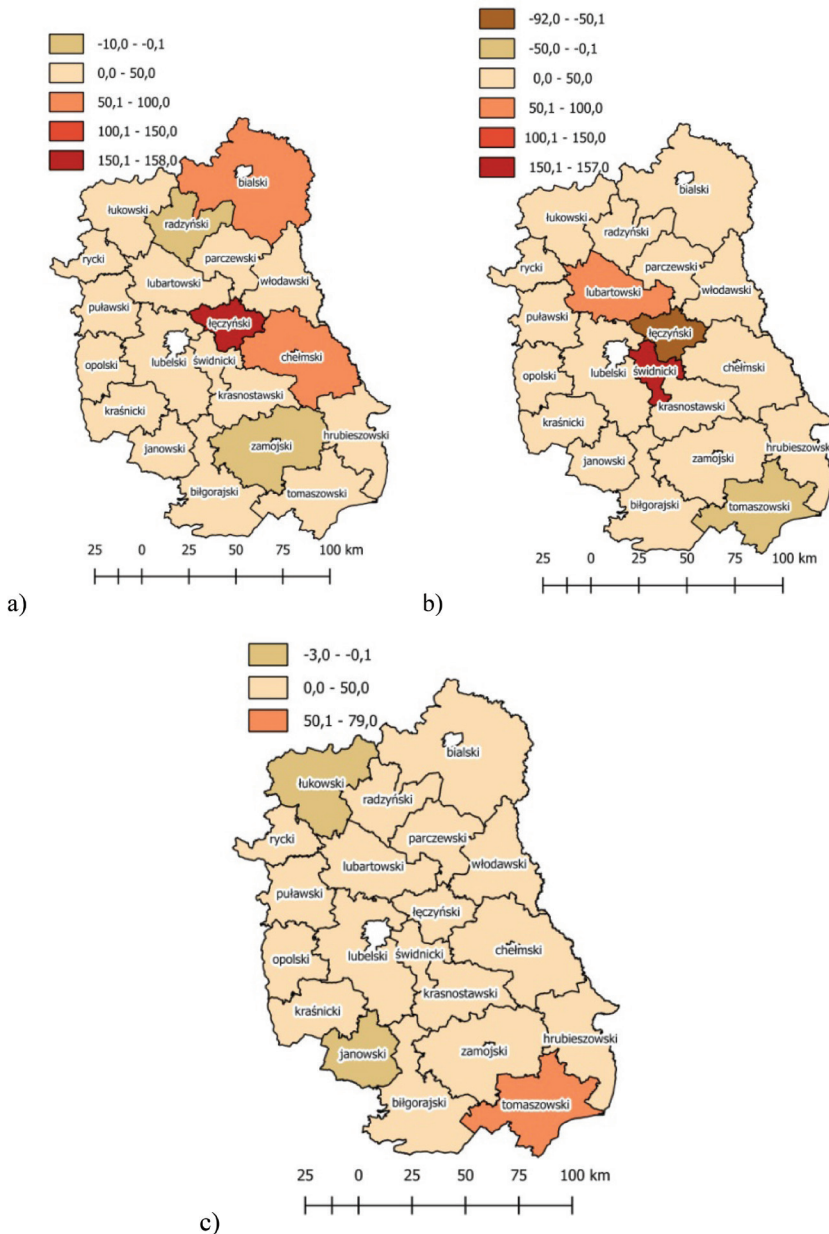 -10,0 - -0,1
0,0 - 50,0
50,1 - 100,0
100,1 - 150,0
150,1 - 158,0
bialski
łukowski
radzyński
rycki
parczewski
lubartowski
włodawski
puławski
łęczyński
opolski
lubelski
świdnicki
chełmski
kraśnicki
krasnostawski
janowski
zamojski
hrubieszowski
biłgorajski
tomaszowski
25 0 25 50 75 100 km
a)
-92,0 - -50,1
-50,0 - -0,1
0,0 - 50,0
50,1 - 100,0
100,1 - 150,0
150,1 - 157,0
bialski
łukowski
radzyński
rycki
parczewski
lubartowski
włodawski
puławski
łęczyński
opolski
lubelski
świdnicki
chełmski
kraśnicki
krasnostawski
janowski
zamojski
hrubieszowski
biłgorajski
tomaszowski
25 0 25 50 75 100 km
b)
-3,0 - -0,1
0,0 - 50,0
50,1 - 79,0
bialski
łukowski
radzyński
rycki
parczewski
lubartowski
włodawski
puławski
łęczyński
opolski
lubelski
świdnicki
chełmski
kraśnicki
krasnostawski
janowski
zamojski
hrubieszowski
biłgorajski
tomaszowski
25 0 25 50 75 100 km
c)